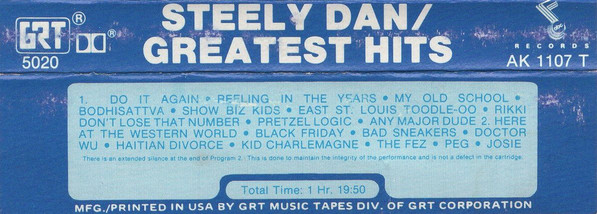 STEELY DAN/
GRT®
GREATEST HITS
5020
RECORDS
AK 1107 T
1. DO IT AGAIN • REELING IN THE YEARS • MY OLD SCHOOL •
BODHISATTVA • SHOW BIZ KIDS • EAST ST. LOUIS TOODLE-OO • RIKKI
DON'T LOSE THAT NUMBER • PRETZEL LOGIC • ANY MAJOR DUDE 2. HERE
AT THE WESTERN WORLD • BLACK FRIDAY • BAD SNEAKERS • DOCTOR
WU • HAITIAN DIVORCE • KID CHARLEMAGNE • THE FEZ • PEG • JOSIE
There is an extended silence at the end of Program 2. This is done to maintain the integrity of the performance and is not a defect in the cartridge.
Total Time: 1 Hr. 19:50
MFG./PRINTED IN USA BY GRT MUSIC TAPES DIV. OF GRT CORPORATION